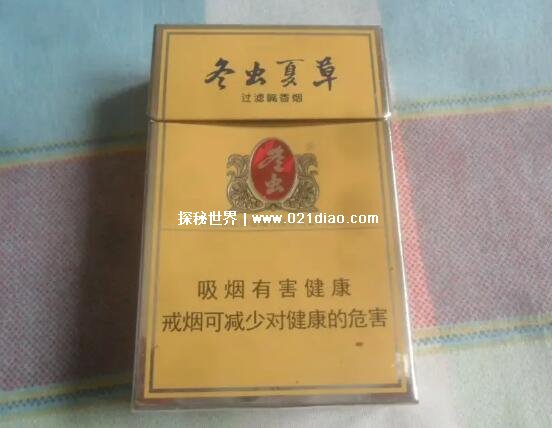 冬虫夏草
过滤嘴香烟
冬虫
探秘世界 | www.021diao.com
吸烟有害健康
戒烟可减少对健康的危害